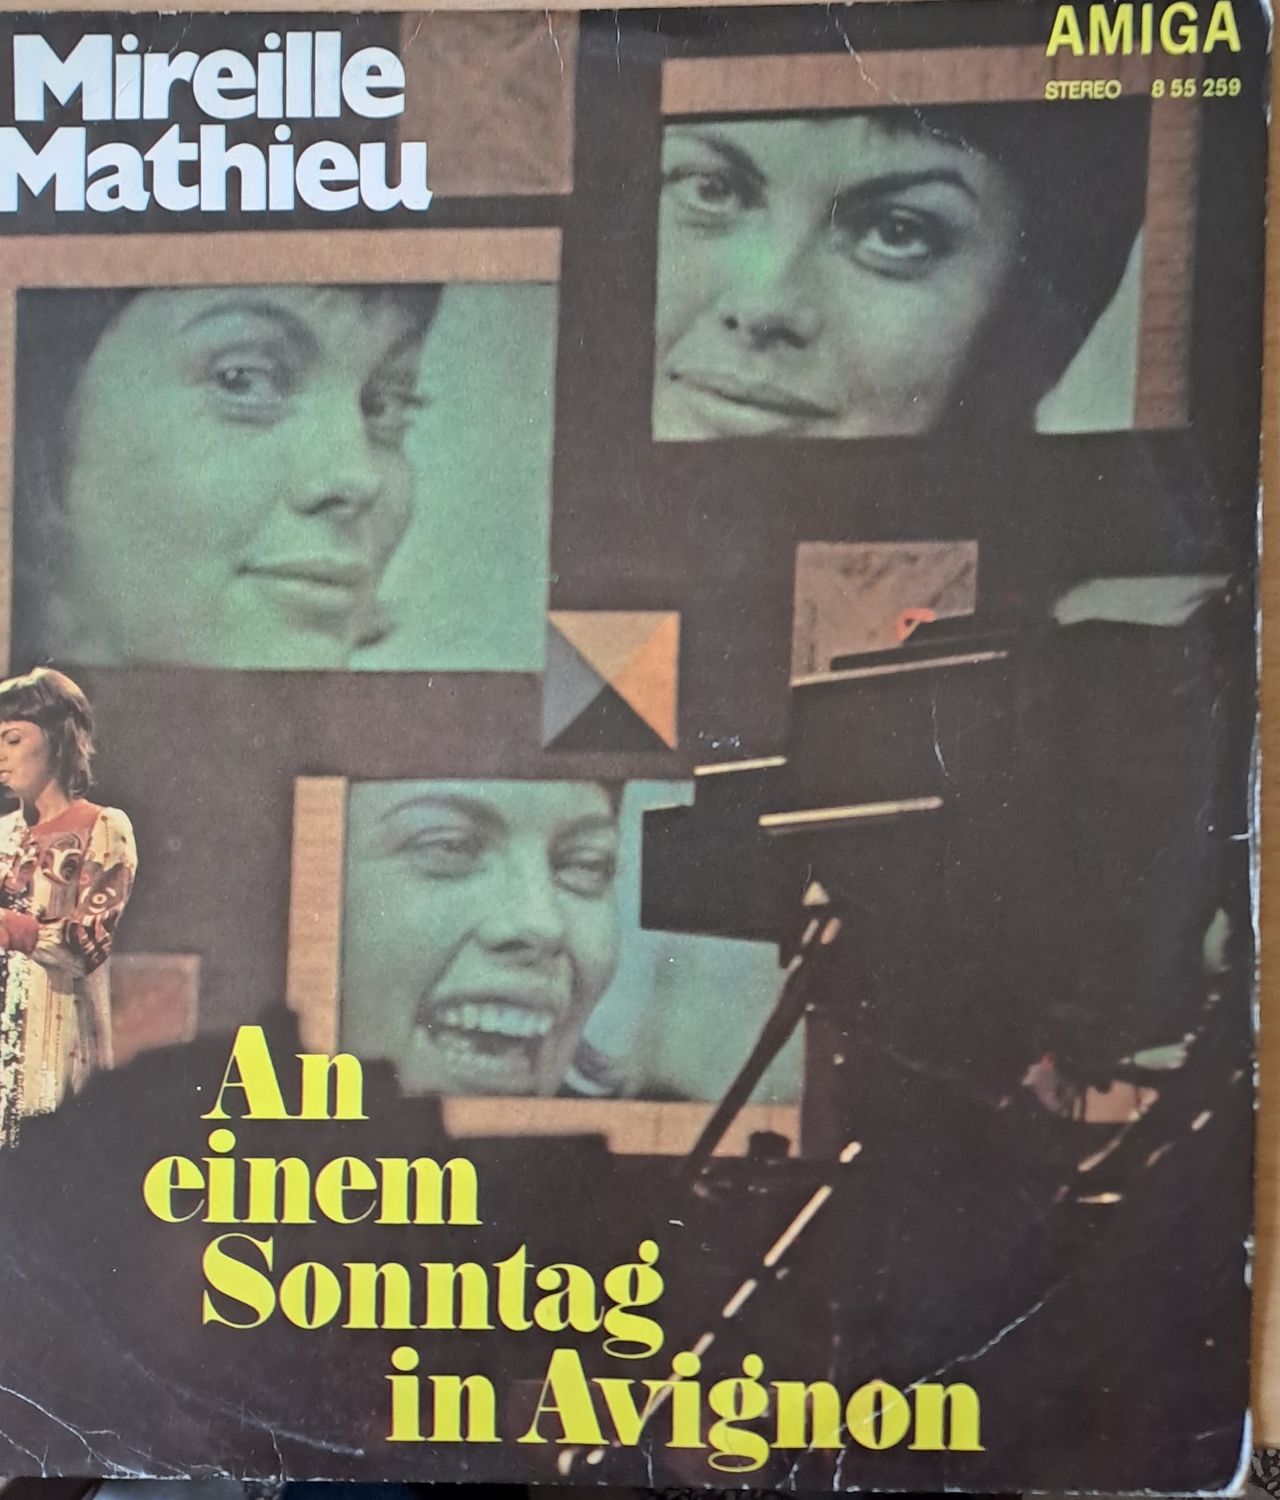 Mireille
Mathieu
AMIGA
STEREO 8 55 259
An
einem
Sonntag
in Avignon